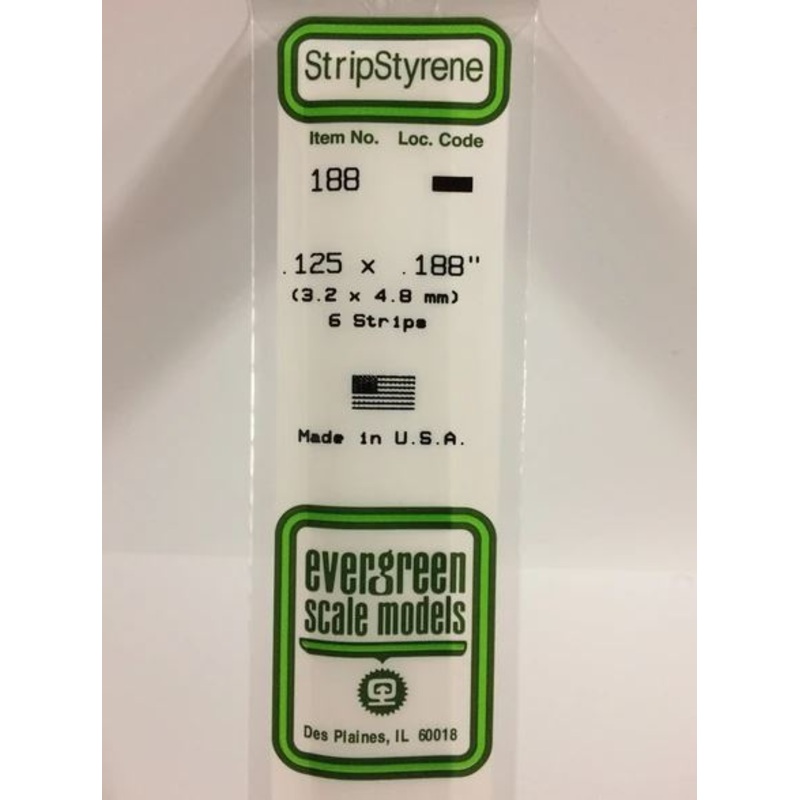 StripStyrene
Item No. Loc. Code
188
.125 x .188"
(3.2 x 4.8 mm)
6 Strips
Made in U.S.A.
evergreen
scale models
Des Plaines, IL 60018